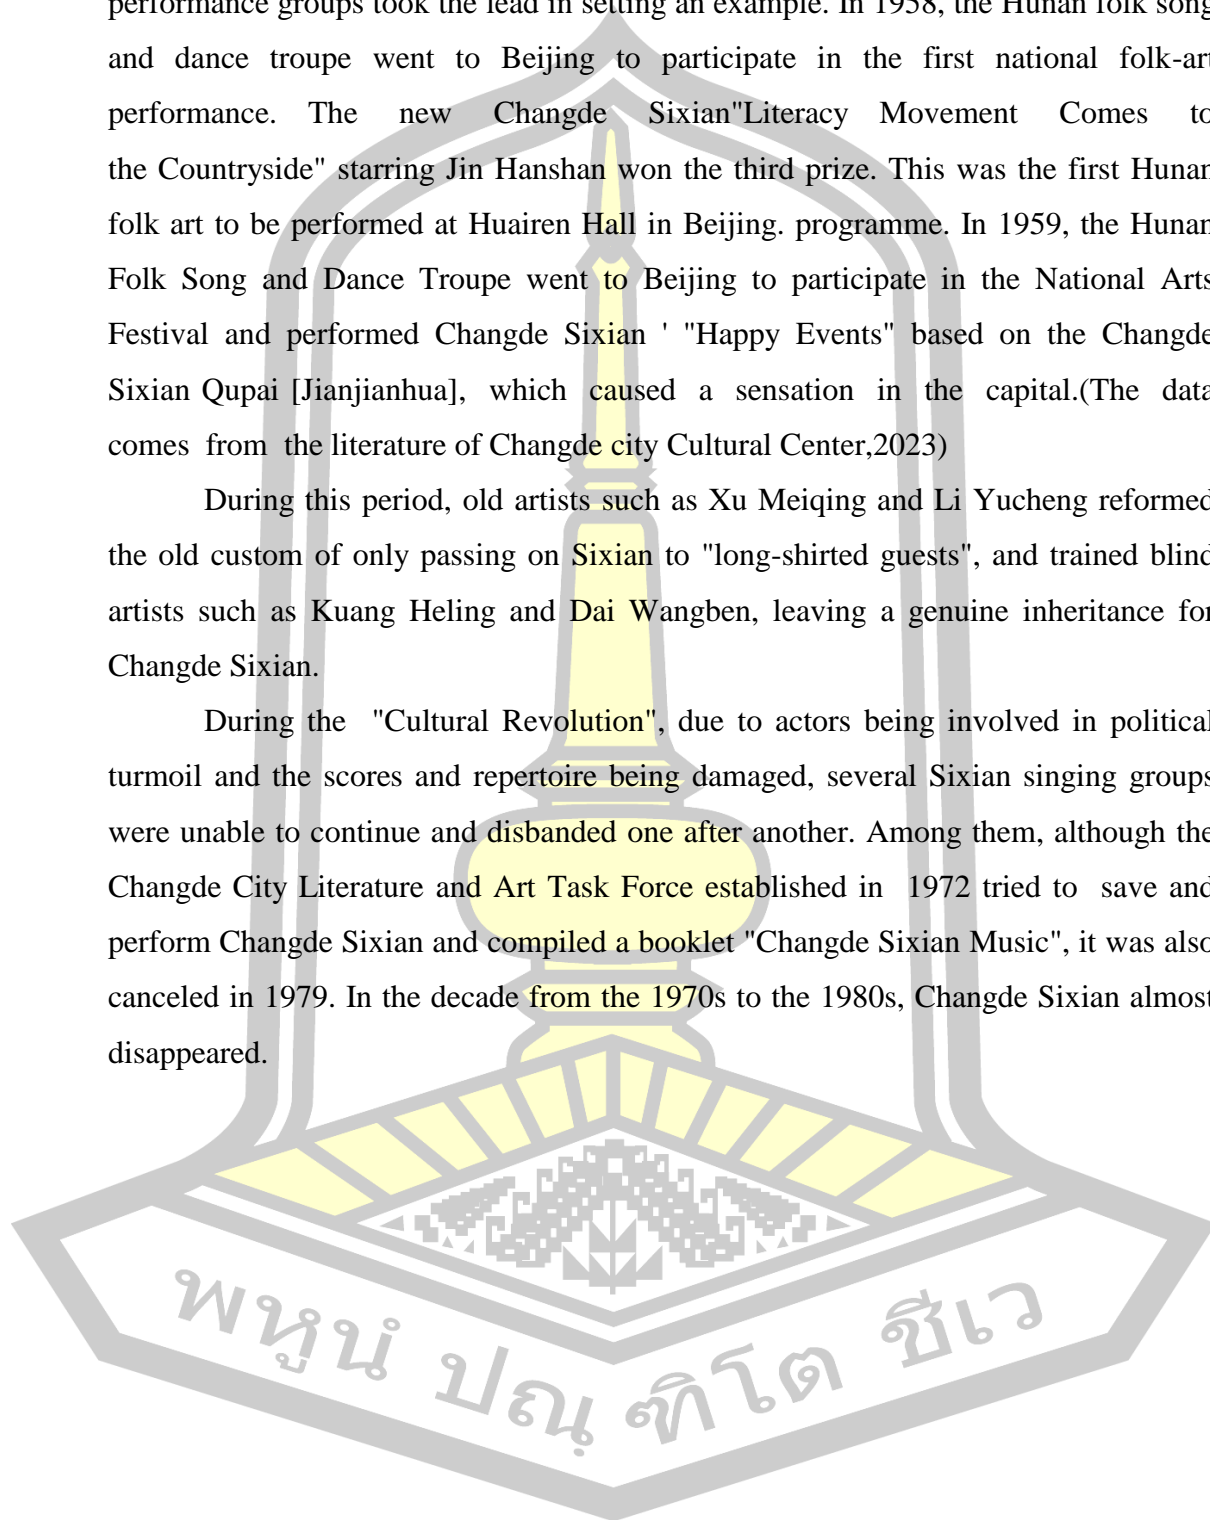 performance groups took the lead in setting an example. In 1958, the Hunan folk song
and dance troupe went to Beijing to participate in the first national folk-art
performance. The new Changde Sixian"Literacy Movement Comes to
the Countryside" starring Jin Hanshan won the third prize. This was the first Hunan
folk art to be performed at Huairen Hall in Beijing. programme. In 1959, the Hunan
Folk Song and Dance Troupe went to Beijing to participate in the National Arts
Festival and performed Changde Sixian ' "Happy Events" based on the Changde
Sixian Qupai [Jianjianhua], which caused a sensation in the capital.(The data
comes from the literature of Changde city Cultural Center,2023)
During this period, old artists such as Xu Meiqing and Li Yucheng reformed
the old custom of only passing on Sixian to "long-shirted guests", and trained blind
artists such as Kuang Heling and Dai Wangben, leaving a genuine inheritance for
Changde Sixian.
During the "Cultural Revolution", due to actors being involved in political
turmoil and the scores and repertoire being damaged, several Sixian singing groups
were unable to continue and disbanded one after another. Among them, although the
Changde City Literature and Art Task Force established in 1972 tried to save and
perform Changde Sixian and compiled a booklet "Changde Sixian Music", it was also
canceled in 1979. In the decade from the 1970s to the 1980s, Changde Sixian almost
disappeared.
พหูนํ ปณฺฑิโต ชีเว